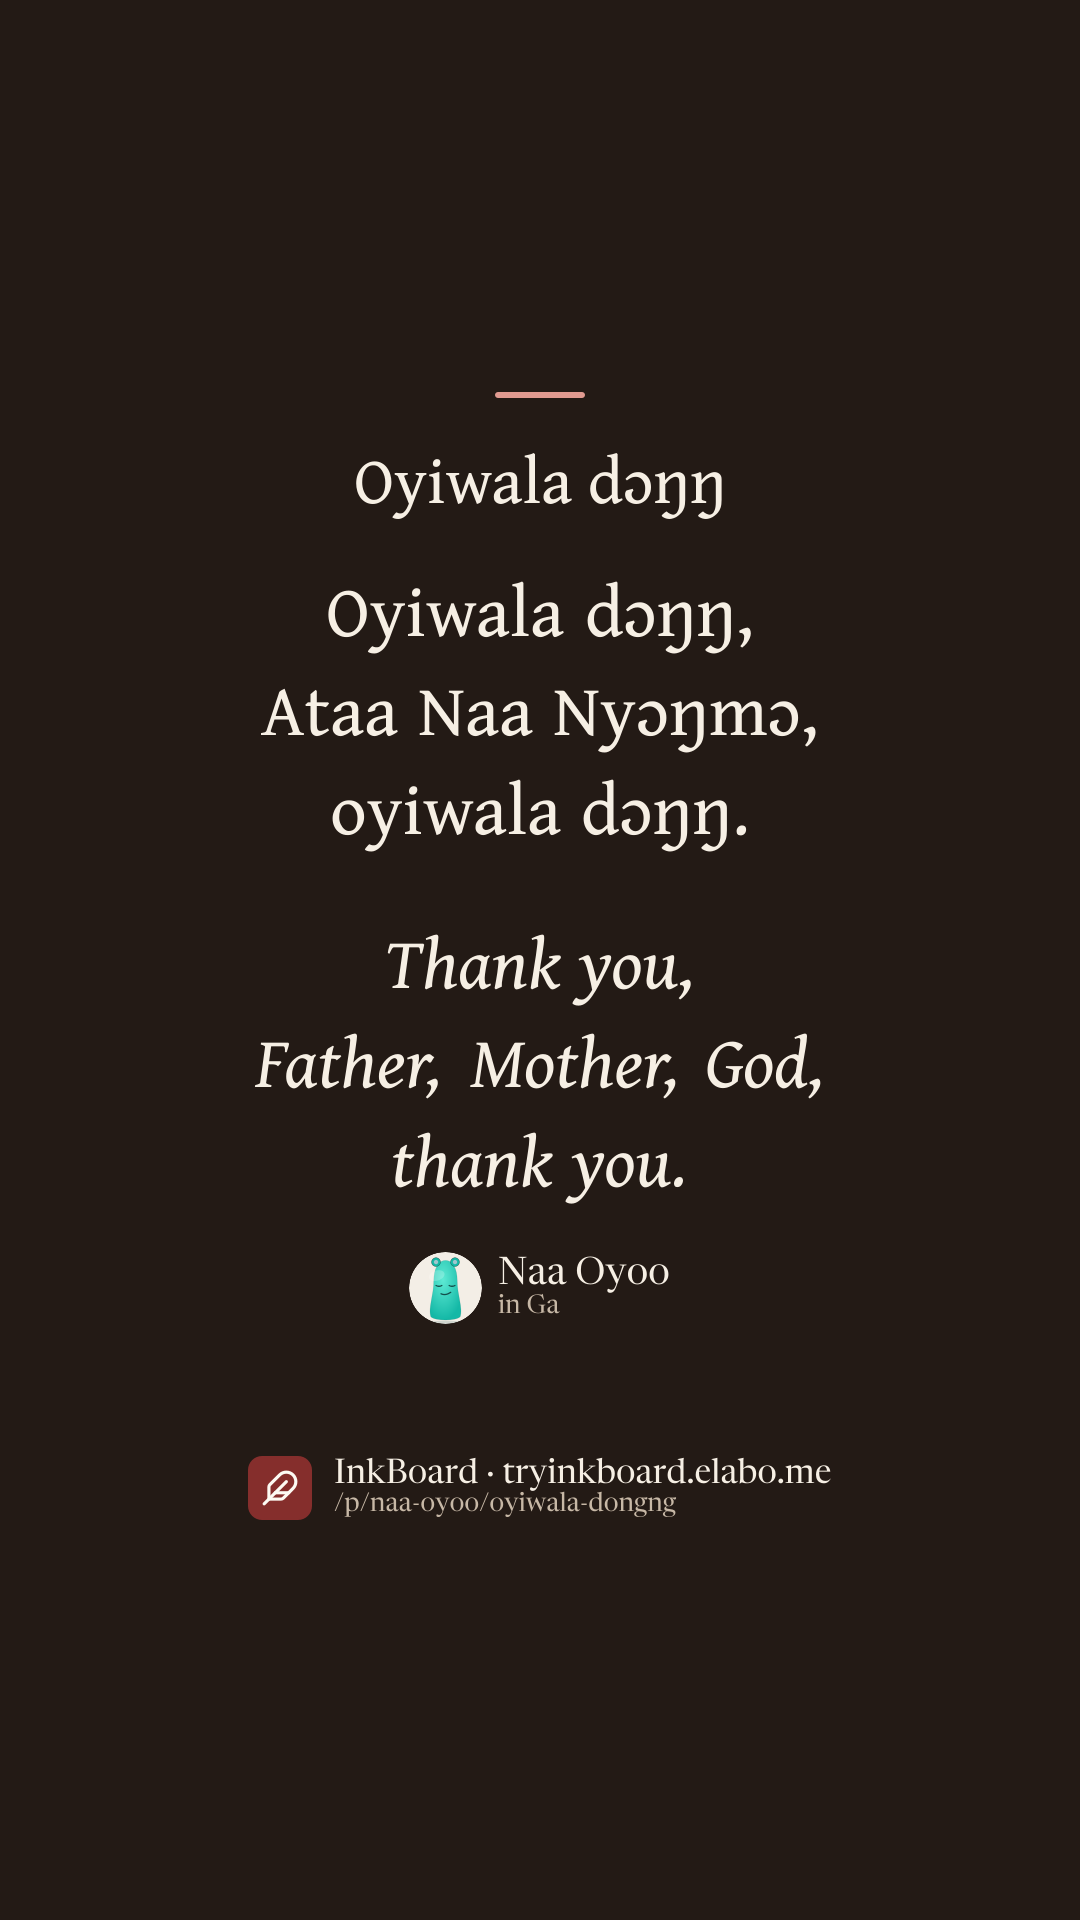 Oyiwala dɔŋŋ
Oyiwala dɔŋŋ,
Ataa Naa Nyɔŋmɔ,
oyiwala dɔŋŋ.
Thank you,
Father, Mother, God,
thank you.
Naa Oyoo
in Ga
InkBoard · tryinkboard.elabo.me
/p/naa-oyoo/oyiwala-dongng